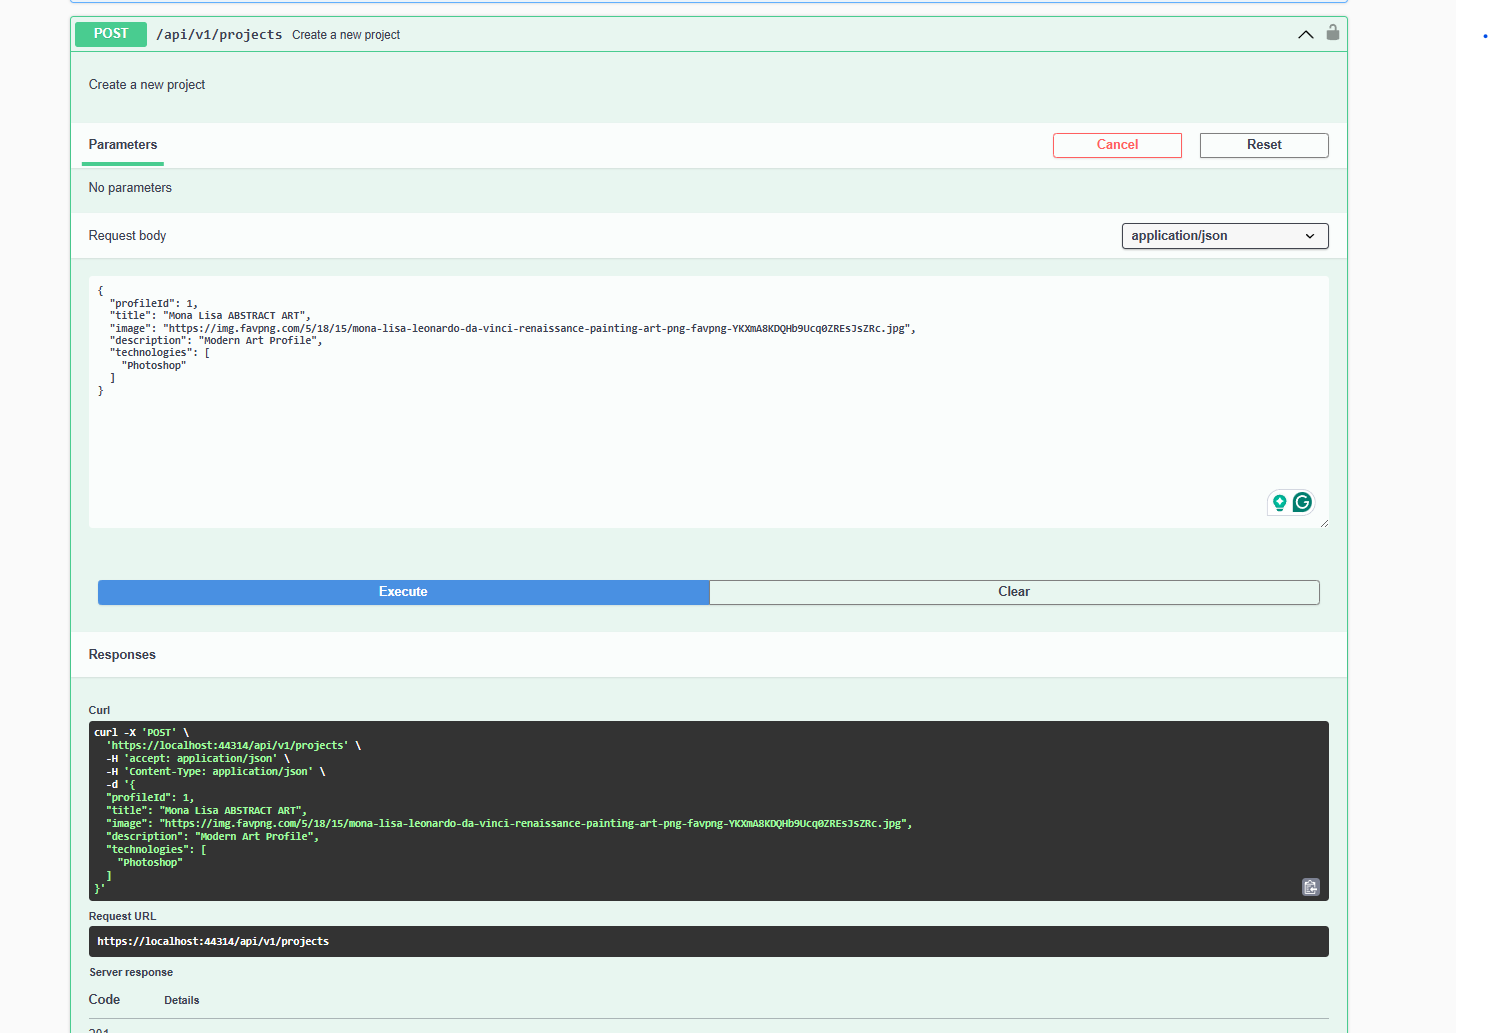 POST /api/v1/projects Create a new project
Create a new project
Parameters
Cancel
Reset
No parameters
Request body
application/json
{
  "profileId": 1,
  "title": "Mona Lisa ABSTRACT ART",
  "image": "https://img.favpng.com/5/18/15/mona-lisa-leonardo-da-vinci-renaissance-painting-art-png-favpng-YKXmA8KDQHb9Ucq0ZREsJsZRc.jpg",
  "description": "Modern Art Profile",
  "technologies": [
    "Photoshop"
  ]
}
Execute
Clear
Responses
Curl
curl -X 'POST' \
  'https://localhost:44314/api/v1/projects' \
  -H 'accept: application/json' \
  -H 'Content-Type: application/json' \
  -d '{
  "profileId": 1,
  "title": "Mona Lisa ABSTRACT ART",
  "image": "https://img.favpng.com/5/18/15/mona-lisa-leonardo-da-vinci-renaissance-painting-art-png-favpng-YKXmA8KDQHb9Ucq0ZREsJsZRc.jpg",
  "description": "Modern Art Profile",
  "technologies": [
    "Photoshop"
  ]
}'
Request URL
https://localhost:44314/api/v1/projects
Server response
Code Details